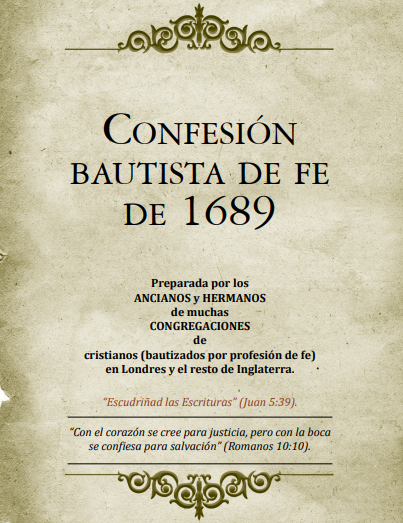 Confesión
bautista de fe
de 1689
Preparada por los
ANCIANOS y HERMANOS
de muchas
CONGREGACIONES
de
cristianos (bautizados por profesión de fe)
en Londres y el resto de Inglaterra.
“Escudriñad las Escrituras” (Juan 5:39).
“Con el corazón se cree para justicia, pero con la boca
se confiesa para salvación” (Romanos 10:10).